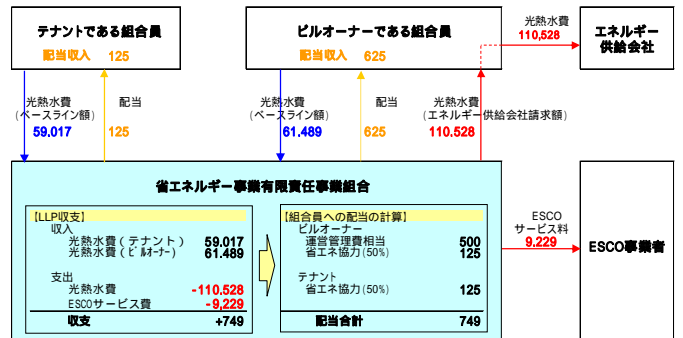 テナントである組合員
配当収入 125
ビルオーナーである組合員
配当収入 625
光熱水費
110,528
エネルギー
供給会社
光熱水費
(ベースライン額)
59.017
配当
125
光熱水費
(ベースライン額)
61.489
配当
625
光熱水費
(エネルギー供給会社請求額)
110.528
省エネルギー事業有限責任事業組合
【LLP収支】
収入
光熱水費(テナント) 59.017
光熱水費(ビルオーナー) 61.489
支出
光熱水費 -110.528
ESCOサービス費 -9,229
収支 +749
【組合員への配当の計算】
ビルオーナー
運営管理費相当 500
省エネ協力(50%) 125
テナント
省エネ協力(50%) 125
配当合計 749
ESCO
サービス料
9.229
ESCO事業者